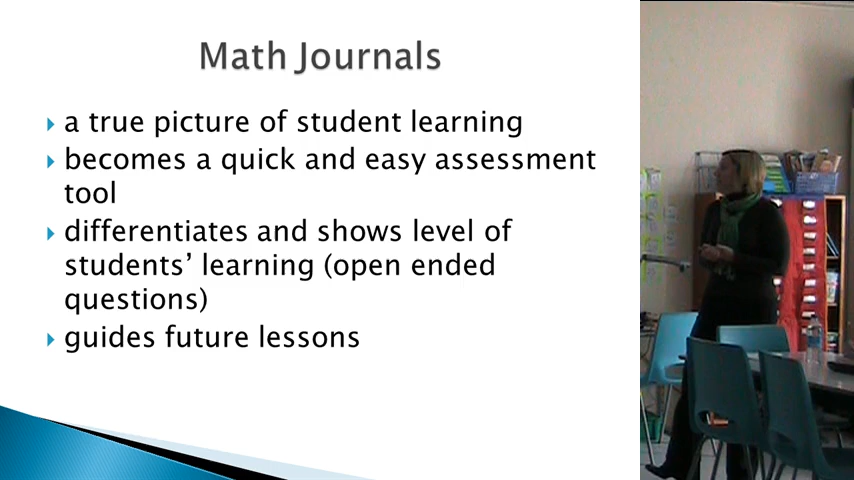 Math Journals
a true picture of student learning
becomes a quick and easy assessment
tool
differentiates and shows level of
students’ learning (open ended
questions)
guides future lessons